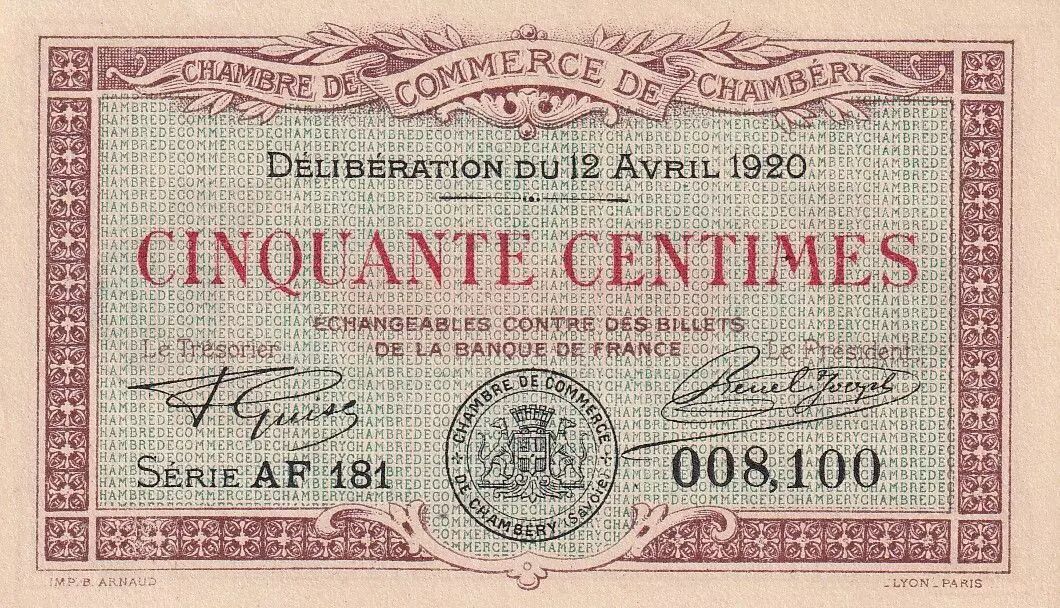 CHAMBRE DE COMMERCE DE CHAMBÉRY
DÉLIBÉRATION DU 12 AVRIL 1920
CINQUANTE CENTIMES
ÉCHANGEABLES CONTRE DES BILLETS
DE LA BANQUE DE FRANCE
Le Trésorier
Le Président
CHAMBRE DE COMMERCE
DE CHAMBÉRY (Savoie)
SÉRIE AF 181
008,100
IMP. B. ARNAUD
LYON - PARIS